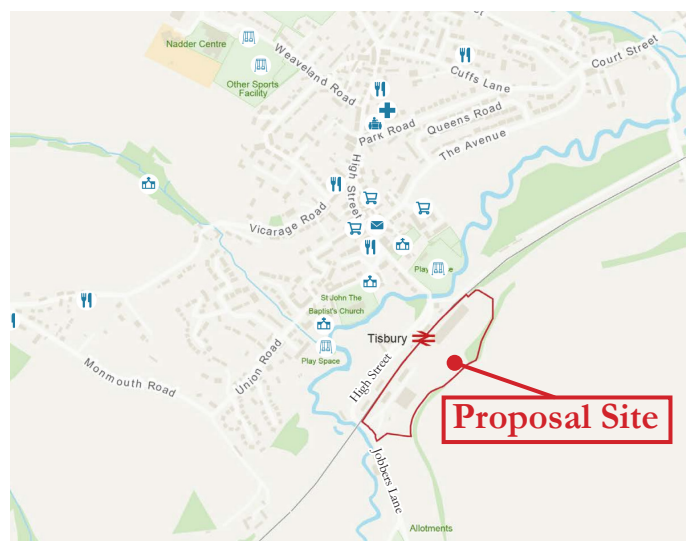 Nadder Centre
Weaveland Road
Court Street
Other Sports
Facility
Cuffs Lane
Queens Road
Park Road
The Avenue
High Street
Vicarage Road
St John The
Baptist's Church
Tisbury
Play Space
Union Road
High Street
Monmouth Road
Proposal Site
Jobbers Lane
Allotments